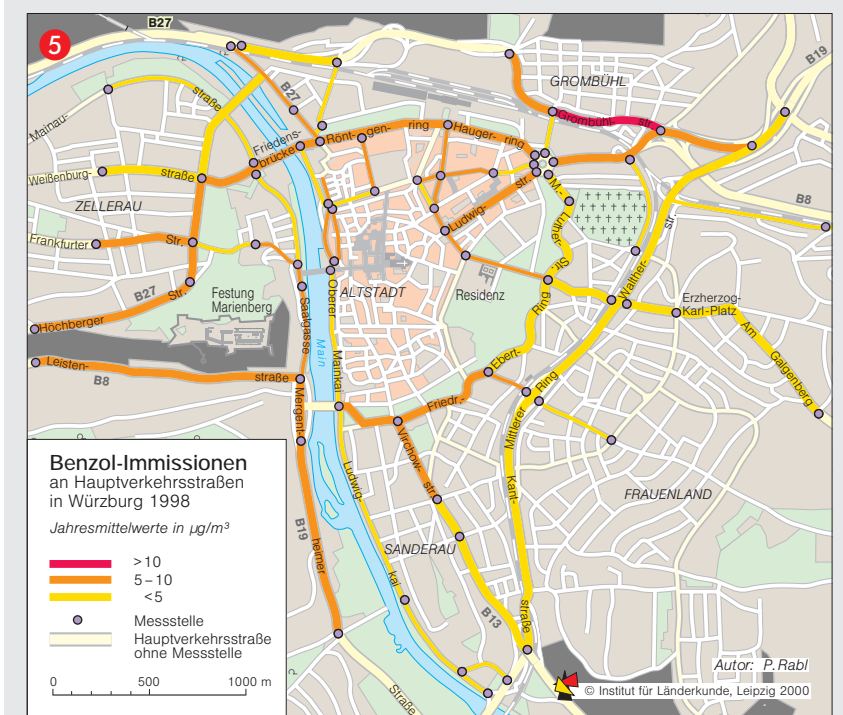 B27
5
B19
GROMBÜHL
B27
Mainau-
straße
Grombühl-
str.
Friedens-
brücke
Rönt-
gen-
ring
Hauger-
ring
Weißenburg
straße
ZELLERAU
str.
Ludwig-
M.-
Luther-
Str.
B8
str.
Frankfurter
Str.
Walther-
B27
Str.
Festung
Marienberg
ALTSTADT
Residenz
Ring
Erzherzog-
Karl-Platz
Höchberger
Saalgasse
Main
Oberer
Mainkai
Am
Galgenberg
Leisten-
B8
straße
Ebert-
Friedr.-
Ring
Mittlerer
Mergent-
heimer
B19
Virchow-
str.
Kant-
straße
Ludwig-
kai
FRAUENLAND
SANDERAU
B13
Straße
Benzol-Immissionen
an Hauptverkehrsstraßen
in Würzburg 1998
Jahresmittelwerte in µg/m³
>10
5–10
<5
Messstelle
Hauptverkehrsstraße
ohne Messstelle
0 500 1000 m
Autor: P. Rabl
© Institut für Länderkunde, Leipzig 2000